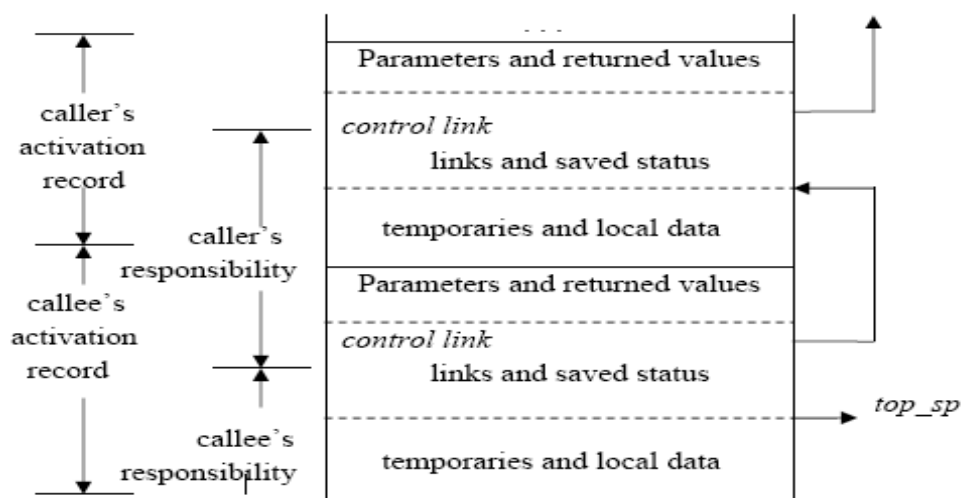 . . .
Parameters and returned values
caller's
activation
record
control link
links and saved status
temporaries and local data
caller's
responsibility
Parameters and returned values
callee's
activation
record
control link
links and saved status
top_sp
callee's
responsibility
temporaries and local data